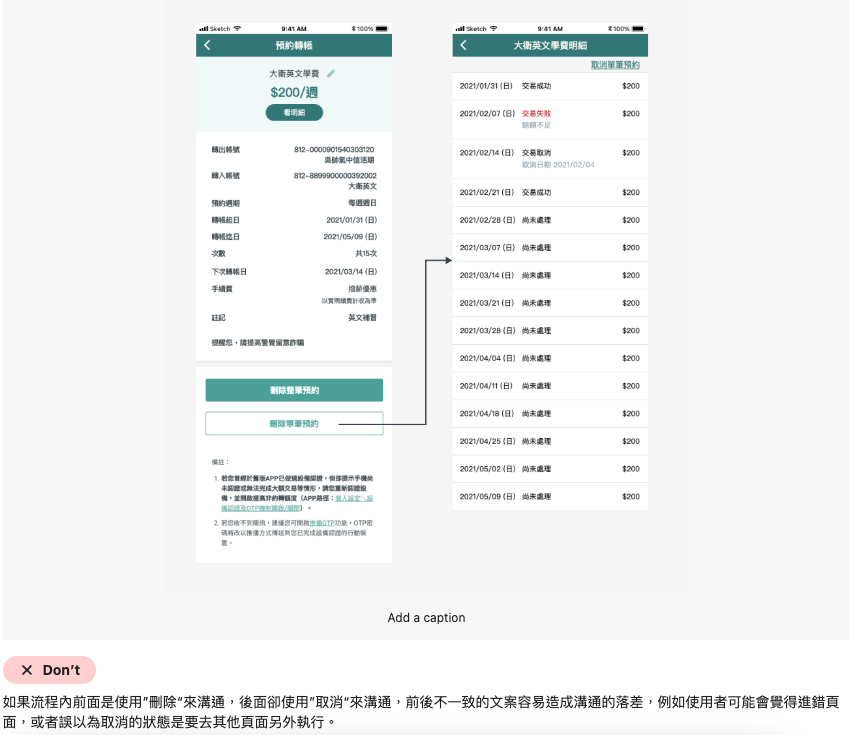 Sketch 9:41 AM 100%
預約轉帳
大衛英文學費
$200/週
看明細
轉出帳號 812-0000901540303120
吳帥氣中信活期
轉入帳號 812-8899900000392002
大衛英文
預約週期 每週週日
轉帳起日 2021/01/31 (日)
轉帳迄日 2021/05/09 (日)
次數 共15次
下次轉帳日 2021/03/14 (日)
手續費 控薪優惠
以實際續費計收為準
註記 英文補習
提醒您，請提高警覺留意詐騙
刪除整筆預約
刪除單筆預約
備註：
1. 若您曾經於舊版APP已做過設備認證，但卻提示手機尚
未認證或無法完成大額交易等情形，請您重新認證設
備，並開啟提高非約轉額度（APP路徑：個人設定＼設
備認證及OTP機制開啟/關閉）。
2. 若您收不到簡訊，建議您可開啟推播OTP功能，OTP密
碼將改以推播方式傳送到您已完成設備認證的行動裝
置。
Sketch 9:41 AM 100%
大衛英文學費明細
取消單筆預約
2021/01/31 (日) 交易成功 $200
2021/02/07 (日) 交易失敗 $200
餘額不足
2021/02/14 (日) 交易取消 $200
取消日期 2021/02/04
2021/02/21 (日) 交易成功 $200
2021/02/28 (日) 尚未處理 $200
2021/03/07 (日) 尚未處理 $200
2021/03/14 (日) 尚未處理 $200
2021/03/21 (日) 尚未處理 $200
2021/03/28 (日) 尚未處理 $200
2021/04/04 (日) 尚未處理 $200
2021/04/11 (日) 尚未處理 $200
2021/04/18 (日) 尚未處理 $200
2021/04/25 (日) 尚未處理 $200
2021/05/02 (日) 尚未處理 $200
2021/05/09 (日) 尚未處理 $200
Add a caption
× Don't
如果流程內前面是使用”刪除“來溝通，後面卻使用”取消“來溝通，前後不一致的文案容易造成溝通的落差，例如使用者可能會覺得進錯頁
面，或者誤以為取消的狀態是要去其他頁面另外執行。